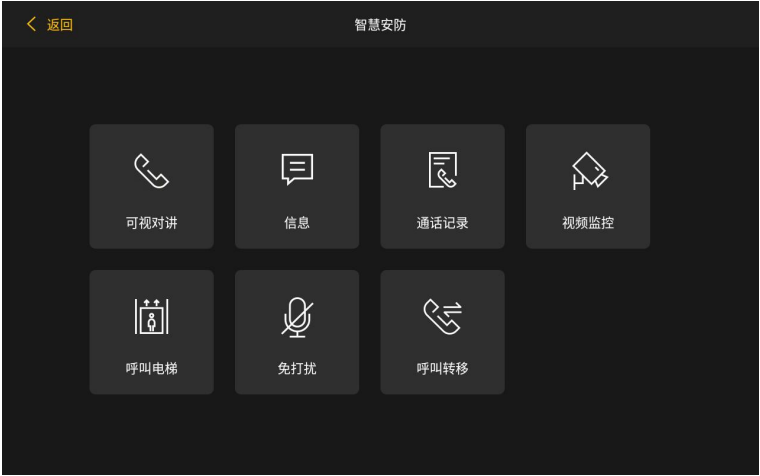 返回
智慧安防
可视对讲
信息
通话记录
视频监控
呼叫电梯
免打扰
呼叫转移